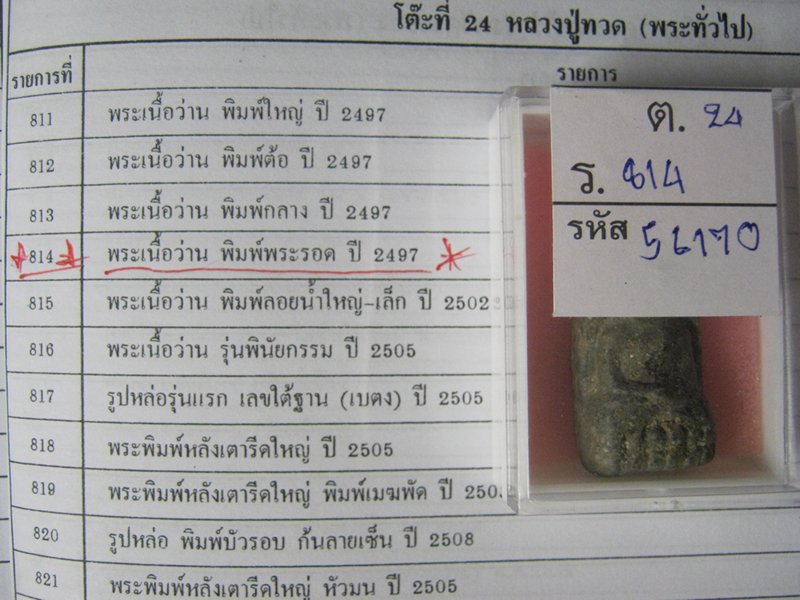 โต๊ะที่ 24 หลวงปู่ทวด (พระทั่วไป)
รายการที่ รายการ
811 พระเนื้อว่าน พิมพ์ใหญ่ ปี 2497
812 พระเนื้อว่าน พิมพ์ต้อ ปี 2497
813 พระเนื้อว่าน พิมพ์กลาง ปี 2497
814 พระเนื้อว่าน พิมพ์พระรอด ปี 2497
815 พระเนื้อว่าน พิมพ์ลอยน้ำใหญ่-เล็ก ปี 2502
816 พระเนื้อว่าน รุ่นพินัยกรรม ปี 2505
817 รูปหล่อรุ่นแรก เลขใต้ฐาน (เบตง) ปี 2505
818 พระพิมพ์หลังเตารีดใหญ่ ปี 2505
819 พระพิมพ์หลังเตารีดใหญ่ พิมพ์เมฆพัด ปี
820 รูปหล่อ พิมพ์บัวรอบ ก้นลายเซ็น ปี 2508
821 พระพิมพ์หลังเตารีดใหญ่ หัวมน ปี 2505
ต. 24
ร. 814
รหัส 56170